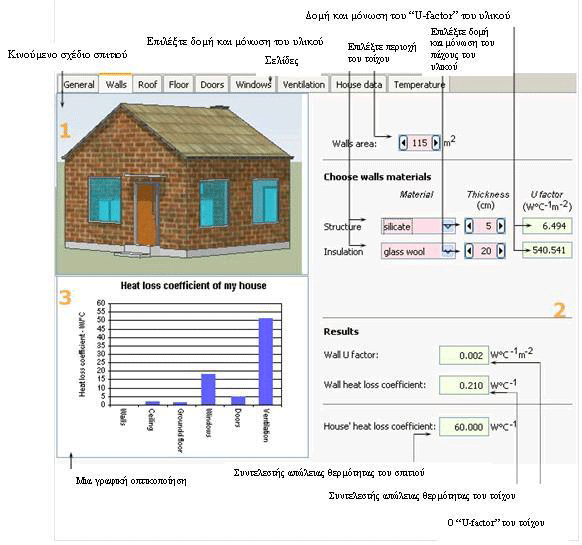 Δομή και μόνωση του “U-factor” του υλικού
Κινούμενο σχέδιο σπιτιού
Επιλέξτε δομή και μόνωση του υλικού
Σελίδες
Επιλέξτε περιοχή
του τοίχου
Επιλέξτε δομή
και μόνωση του
πάχους του
υλικού
General Walls Roof Floor Doors Windows Ventilation House data Temperature
1
Walls area: 115 m2
Choose walls materials
Material Thickness U factor
(cm) (W°C-1m-2)
Structure silicate 5 6.494
Insulation glass wool 20 540.541
3
Heat loss coefficient of my house
Heat loss coefficient - W/°C
60
55
50
45
40
35
30
25
20
15
10
5
0
Walls
Ceiling
Grounds floor
Windows
Doors
Ventilation
2
Results
Wall U factor: 0.002 W°C-1m-2
Wall heat loss coefficient: 0.210 W°C-1
House' heat loss coefficient: 60.000 W°C-1
Μια γραφική οπτικοποίηση
Συντελεστής απώλειας θερμότητας του σπιτιού
Συντελεστής απώλειας θερμότητας του τοίχου
Ο “U-factor” του τοίχου